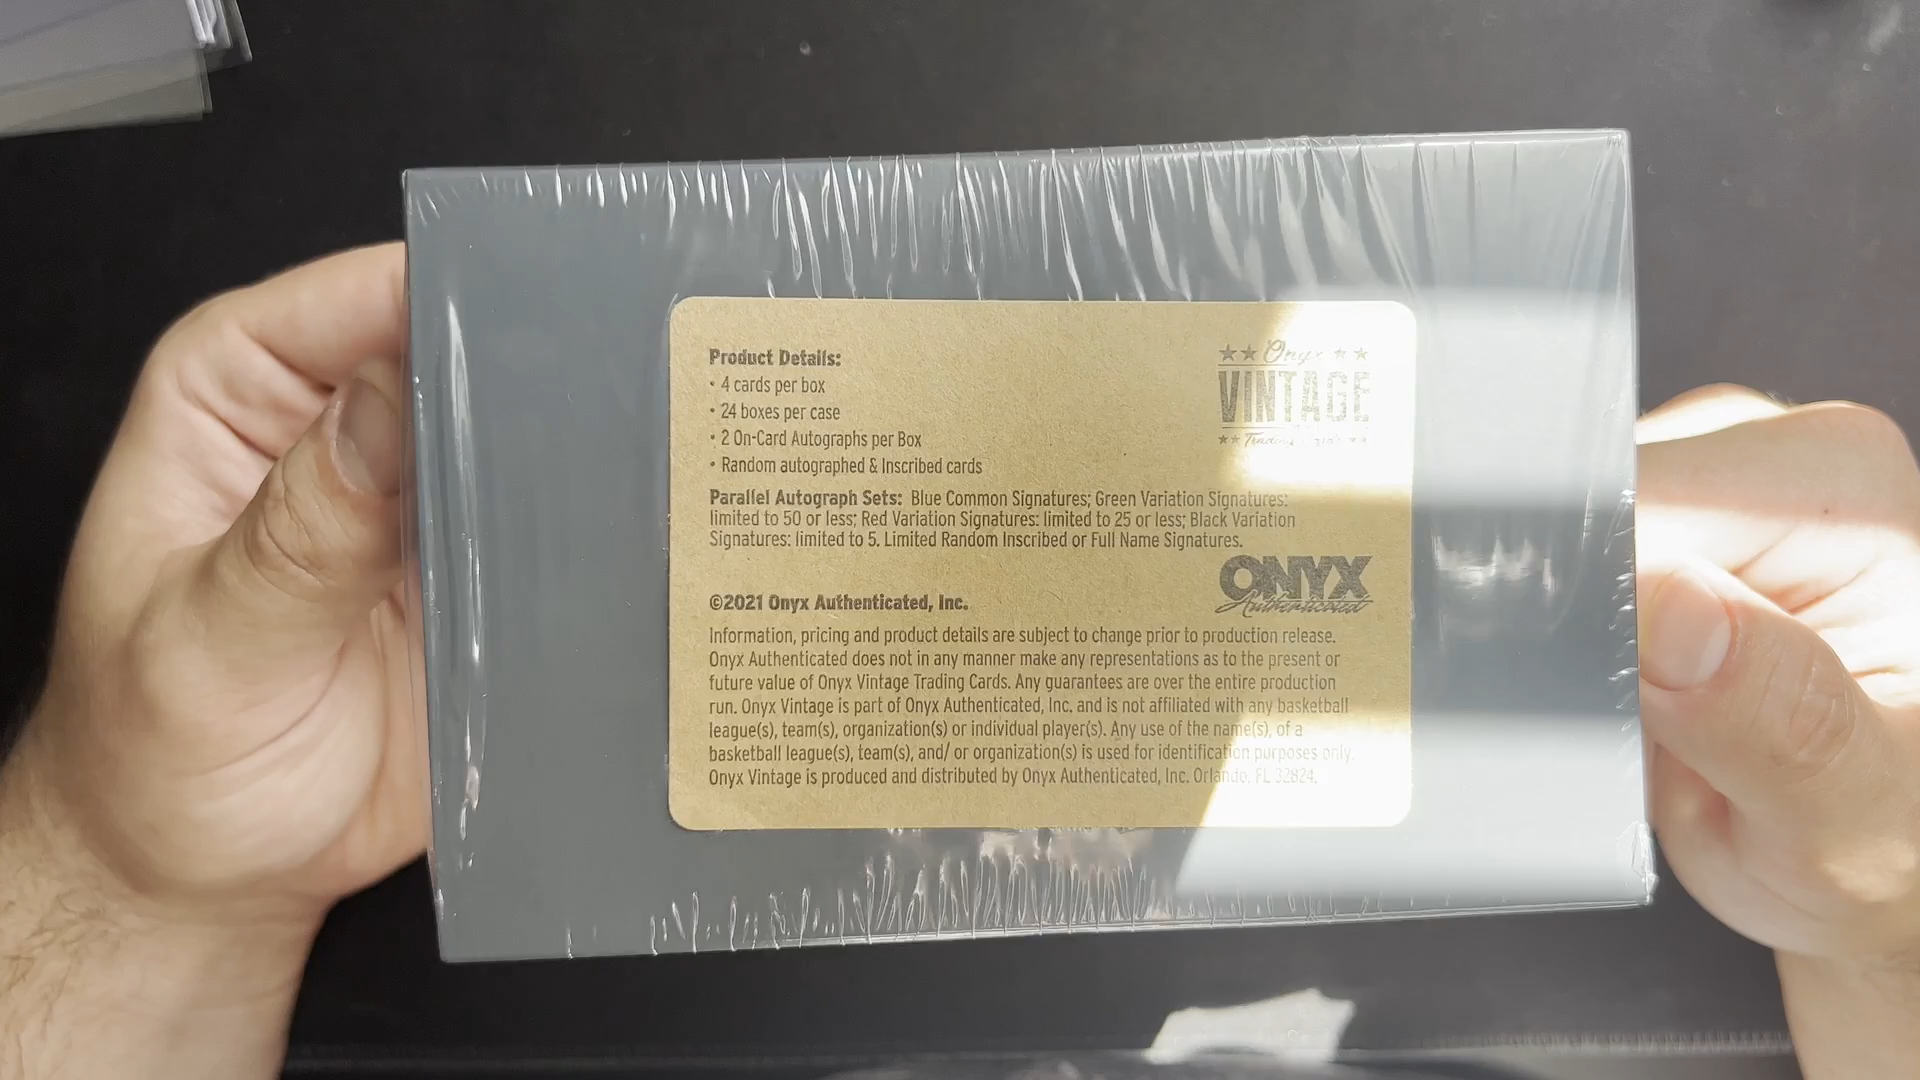 Product Details:
• 4 cards per box
• 24 boxes per case
• 2 On-Card Autographs per Box
• Random autographed & Inscribed cards
★★ Onyx ★★
VINTAGE
★★ Trading Cards ★★
Parallel Autograph Sets: Blue Common Signatures; Green Variation Signatures:
limited to 50 or less; Red Variation Signatures: limited to 25 or less; Black Variation
Signatures: limited to 5. Limited Random Inscribed or Full Name Signatures.
ONYX
Authenticated
©2021 Onyx Authenticated, Inc.
Information, pricing and product details are subject to change prior to production release.
Onyx Authenticated does not in any manner make any representations as to the present or
future value of Onyx Vintage Trading Cards. Any guarantees are over the entire production
run. Onyx Vintage is part of Onyx Authenticated, Inc. and is not affiliated with any basketball
league(s), team(s), organization(s) or individual player(s). Any use of the name(s), of a
basketball league(s), team(s), and/ or organization(s) is used for identification purposes only.
Onyx Vintage is produced and distributed by Onyx Authenticated, Inc. Orlando, FL 32824.